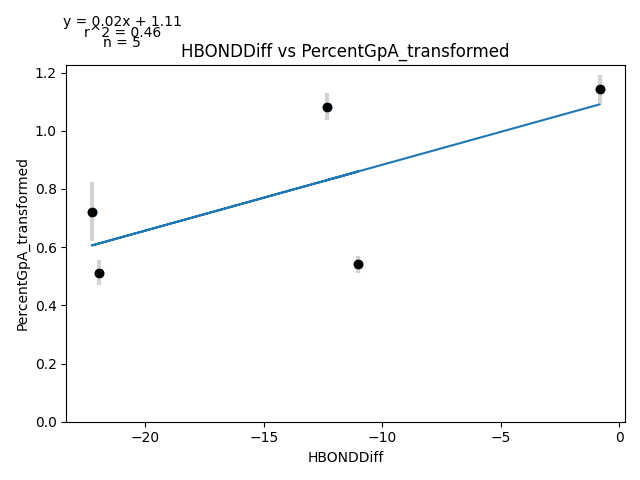 y = 0.02x + 1.11
r^2 = 0.46
n = 5
HBONDDiff vs PercentGpA_transformed
PercentGpA_transformed
1.2
1.0
0.8
0.6
0.4
0.2
0.0
−20
−15
−10
−5
0
HBONDDiff